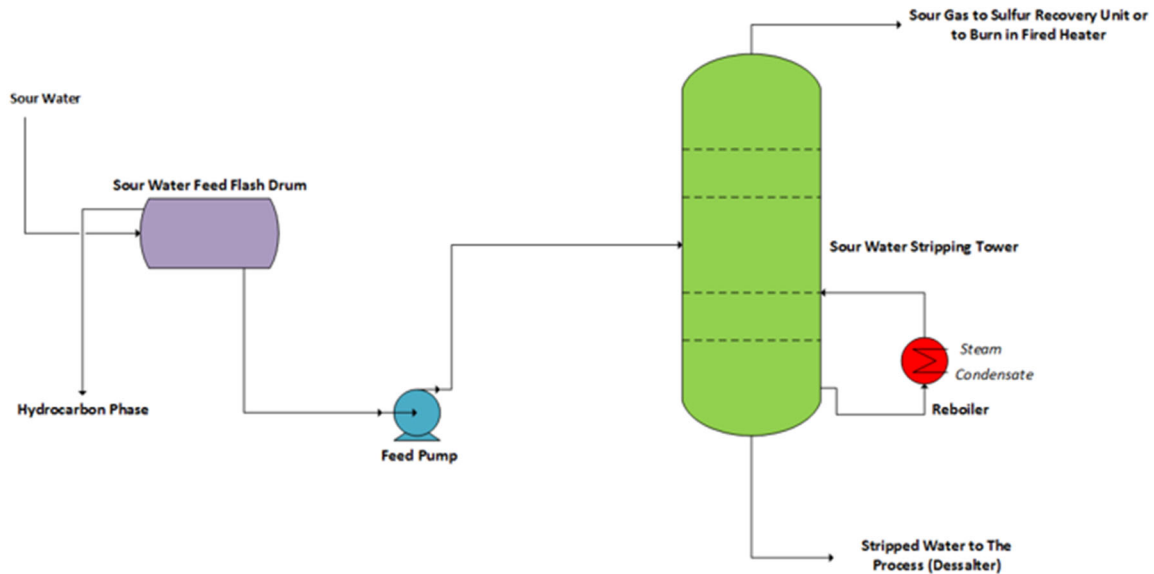 Sour Gas to Sulfur Recovery Unit or
to Burn in Fired Heater
Sour Water
Sour Water Feed Flash Drum
Sour Water Stripping Tower
Steam
Condensate
Hydrocarbon Phase
Reboiler
Feed Pump
Stripped Water to The
Process (Dessalter)